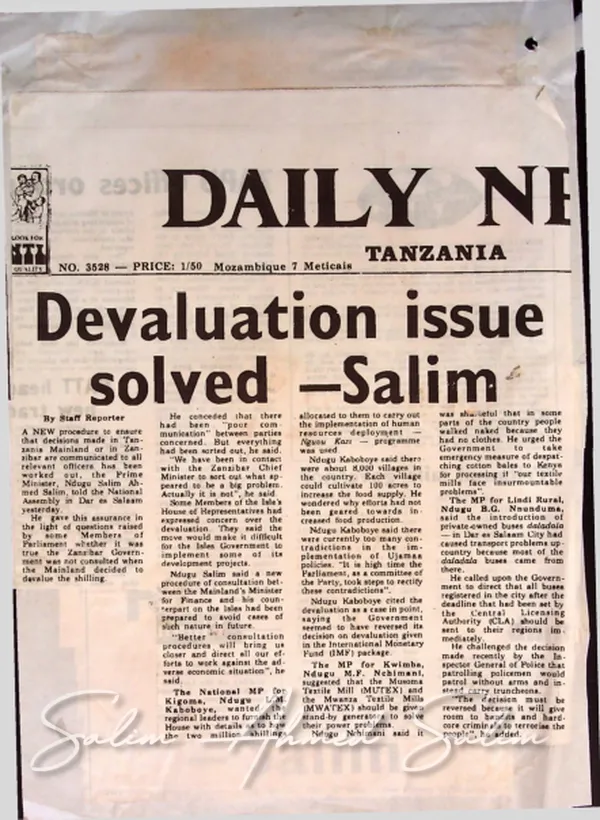 LOOK FOR
NTL
QUALITY
DAILY NE
TANZANIA
NO. 3528 — PRICE: 1/50 Mozambique 7 Meticais
Devaluation issue
solved —Salim
By Staff Reporter
A NEW procedure to ensure
that decisions made in Tan-
zania Mainland or in Zan-
zibar are communicated to all
relevant officers has been
worked out, the Prime
Minister, Ndugu Salim Ah-
med Salim, told the National
Assembly in Dar es Salaam
yesterday.
He gave this assurance in
the light of questions raised
by some Members of
Parliament whether it was
true the Zanzibar Govern-
ment was not consulted when
the Mainland decided to
devalue the shilling.
He conceded that there
had been "poor com-
munication" between parties
concerned. But everything
had been sorted out, he said.
"We have been in contact
with the Zanzibar Chief
Minister to sort out what ap-
peared to be a big problem.
Actually it is not", he said.
Some Members of the Isle's
House of Representatives had
expressed concern over the
devaluation. They said the
move would make it difficult
for the Isles Government to
implement some of its
development projects.
Ndugu Salim said a new
procedure of consultation bet-
ween the Mainland's Minister
for Finance and his coun-
terpart on the Isles had been
prepared to avoid cases of
such nature in future.
"Better consultation
procedures will bring us
closer and direct all our ef-
forts to work against the ad-
verse economic situation", he
said.
The National MP for
Kigoma, Ndugu
Kaboboye, wanted
regional leaders to furnish the
House with details as to how
the two million shillings
allocated to them to carry out
the implementation of human
resources deployment —
Nguvu Kazi — programme
was used.
Ndugu Kaboboye said there
were about 8,000 villages in
the country. Each village
could cultivate 100 acres to
increase the food supply. He
wondered why efforts had not
been geared towards in-
creased food production.
Ndugu Kaboboye said there
were currently too many con-
tradictions in the im-
plementation of Ujamaa
policies. "It is high time the
Parliament, as a commitee of
the Party, took steps to rectify
these contradictions".
Ndugu Kaboboye cited the
devaluation as a case in point,
saying the Government
seemed to have reversed its
decision on devaluation given
in the International Monetary
Fund (IMF) package.
The MP for Kwimba,
Ndugu M.F. Nchimani,
suggested that the Musoma
Textile Mill (MUTEX) and
the Mwanza Textile Mills
(MWATEX) should be given
stand-by generators to solve
their power problems.
Ndugu Nchimani said it
was shameful that in some
parts of the country people
walked naked because they
had no clothes. He urged the
Government to take
emergency measure of despat-
ching cotton bales to Kenya
for processing if "our textile
mills face insurmountable
problems".
The MP for Lindi Rural,
Ndugu B.G. Nnunduma,
said the introduction of
private-owned buses daladala
— in Dar es Salaam City had
caused transport problems up-
country because most of the
daladala buses came from
there.
He called upon the Govern-
ment to direct that all buses
registered in the city after the
deadline that had been set by
the Central Licensing
Authority (CLA) should be
sent to their regions im-
mediately.
He challenged the decision
made recently by the In-
spector General of Police that
patrolling policemen would
patrol without arms and in-
stead carry truncheons.
"The decision must be
reversed because it will give
room to bandits and hard-
core criminals to terrorise the
people", he added.
Salim Ahmed Salim